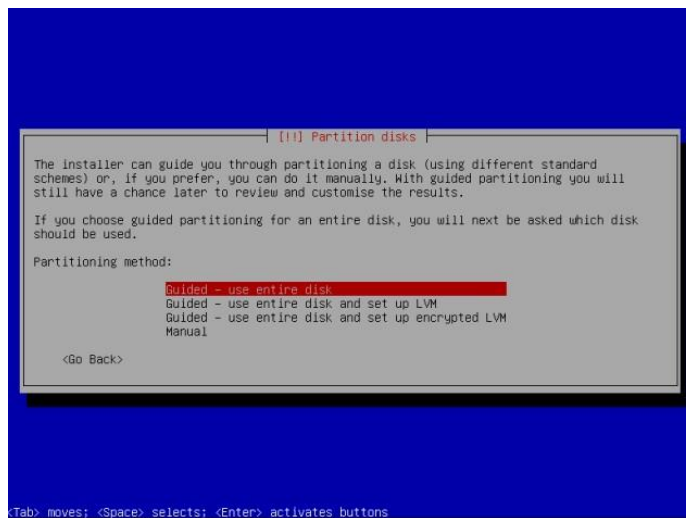 [!!] Partition disks
The installer can guide you through partitioning a disk (using different standard
schemes) or, if you prefer, you can do it manually. With guided partitioning you will
still have a chance later to review and customise the results.
If you choose guided partitioning for an entire disk, you will next be asked which disk
should be used.
Partitioning method:
Guided - use entire disk
Guided - use entire disk and set up LVM
Guided - use entire disk and set up encrypted LVM
Manual
<Go Back>
<Tab> moves; <Space> selects; <Enter> activates buttons